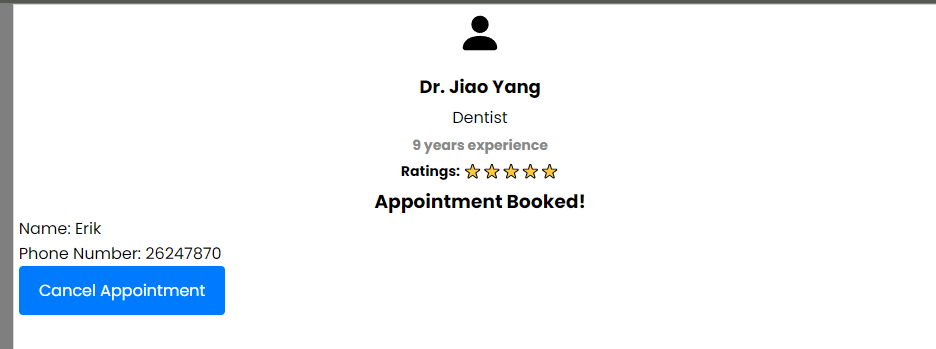 Dr. Jiao Yang
Dentist
9 years experience
Ratings:
Appointment Booked!
Name: Erik
Phone Number: 26247870
Cancel Appointment